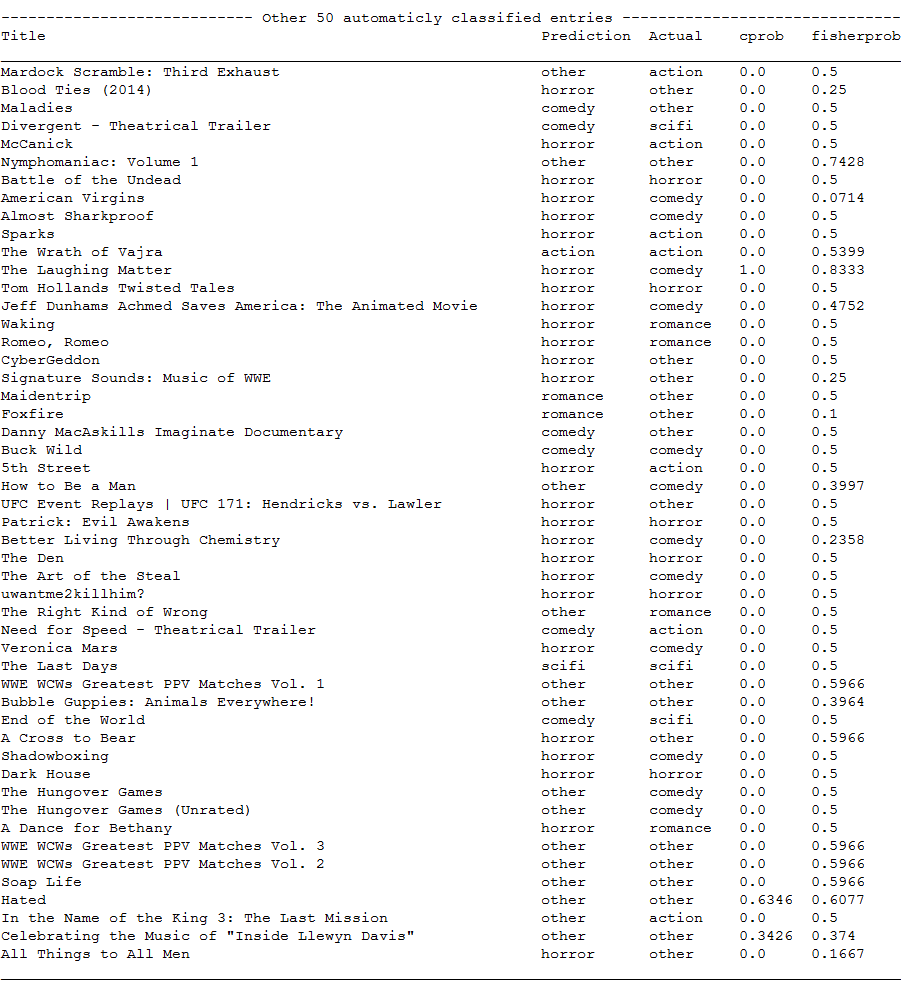 ---------------------------- Other 50 automaticly classified entries -------------------------------
Title Prediction Actual cprob fisherprob
Mardock Scramble: Third Exhaust other action 0.0 0.5
Blood Ties (2014) horror other 0.0 0.25
Maladies comedy other 0.0 0.5
Divergent - Theatrical Trailer comedy scifi 0.0 0.5
McCanick horror action 0.0 0.5
Nymphomaniac: Volume 1 other other 0.0 0.7428
Battle of the Undead horror horror 0.0 0.5
American Virgins horror comedy 0.0 0.0714
Almost Sharkproof horror comedy 0.0 0.5
Sparks horror action 0.0 0.5
The Wrath of Vajra action action 0.0 0.5399
The Laughing Matter horror comedy 1.0 0.8333
Tom Hollands Twisted Tales horror horror 0.0 0.5
Jeff Dunhams Achmed Saves America: The Animated Movie horror comedy 0.0 0.4752
Waking horror romance 0.0 0.5
Romeo, Romeo horror romance 0.0 0.5
CyberGeddon horror other 0.0 0.5
Signature Sounds: Music of WWE horror other 0.0 0.25
Maidentrip romance other 0.0 0.5
Foxfire romance other 0.0 0.1
Danny MacAskills Imaginate Documentary comedy other 0.0 0.5
Buck Wild comedy comedy 0.0 0.5
5th Street horror action 0.0 0.5
How to Be a Man other comedy 0.0 0.3997
UFC Event Replays | UFC 171: Hendricks vs. Lawler horror other 0.0 0.5
Patrick: Evil Awakens horror horror 0.0 0.5
Better Living Through Chemistry horror comedy 0.0 0.2358
The Den horror horror 0.0 0.5
The Art of the Steal horror comedy 0.0 0.5
uwantme2killhim? horror horror 0.0 0.5
The Right Kind of Wrong other romance 0.0 0.5
Need for Speed - Theatrical Trailer comedy action 0.0 0.5
Veronica Mars horror comedy 0.0 0.5
The Last Days scifi scifi 0.0 0.5
WWE WCWs Greatest PPV Matches Vol. 1 other other 0.0 0.5966
Bubble Guppies: Animals Everywhere! other other 0.0 0.3964
End of the World comedy scifi 0.0 0.5
A Cross to Bear horror other 0.0 0.5966
Shadowboxing horror comedy 0.0 0.5
Dark House horror horror 0.0 0.5
The Hungover Games other comedy 0.0 0.5
The Hungover Games (Unrated) other comedy 0.0 0.5
A Dance for Bethany horror romance 0.0 0.5
WWE WCWs Greatest PPV Matches Vol. 3 other other 0.0 0.5966
WWE WCWs Greatest PPV Matches Vol. 2 other other 0.0 0.5966
Soap Life other other 0.0 0.5966
Hated other other 0.6346 0.6077
In the Name of the King 3: The Last Mission other action 0.0 0.5
Celebrating the Music of "Inside Llewyn Davis" other other 0.3426 0.374
All Things to All Men horror other 0.0 0.1667